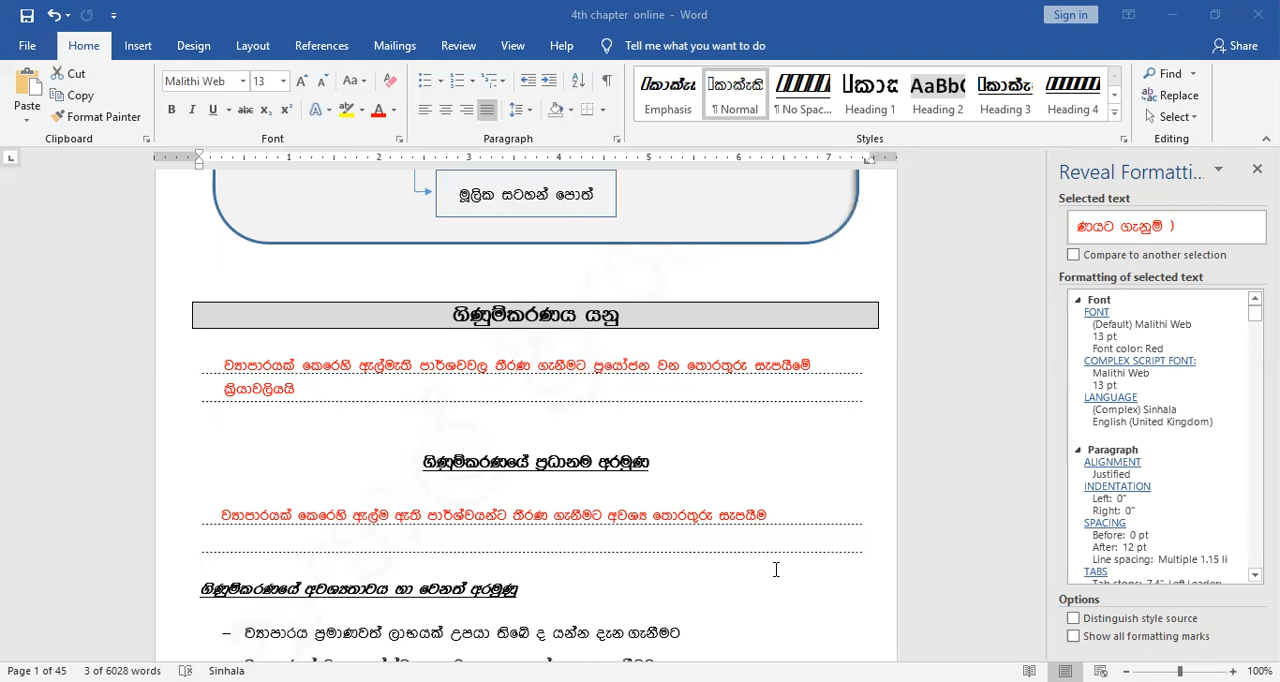 4th chapter online - Word
Sign in
File Home Insert Design Layout References Mailings Review View Help Tell me what you want to do Share
Paste Cut Copy Format Painter
Malithi Web 13
Emphasis ¶ Normal ¶ No Spac... Heading 1 Heading 2 Heading 3 Heading 4
Find Replace Select
Clipboard Font Paragraph Styles Editing
1 2 3 4 5 6 7
මූලික සටහන් පොත්
ගිණුම්කරණය යනු
ව්‍යාපාරයක් කෙරෙහි ඇල්මැති පාර්ශවවල තීරණ ගැනීමට ප්‍රයෝජන වන තොරතුරු සැපයීමේ
ක්‍රියාවලියයි
ගිණුම්කරණයේ ප්‍රධානම අරමුණ
ව්‍යාපාරයක් කෙරෙහි ඇල්ම ඇති පාර්ශ්වයන්ට තීරණ ගැනීමට අවශ්‍ය තොරතුරු සැපයීම
ගිණුම්කරණයේ අවශ්‍යතාවය හා වෙනත් අරමුණු
– ව්‍යාපාරය ප්‍රමාණවත් ලාභයක් උපයා තිබේ ද යන්න දැන ගැනීමට
Reveal Formatti...
Selected text
ණයට ගැනුම් )
Compare to another selection
Formatting of selected text
Font
FONT
(Default) Malithi Web
13 pt
Font color: Red
COMPLEX SCRIPT FONT:
Malithi Web
13 pt
LANGUAGE
(Complex) Sinhala
English (United Kingdom)
Paragraph
ALIGNMENT
Justified
INDENTATION
Left: 0"
Right: 0"
SPACING
Before: 0 pt
After: 12 pt
Line spacing: Multiple 1.15 li
TABS
Options
Distinguish style source
Show all formatting marks
Page 1 of 45 3 of 6028 words Sinhala 100%